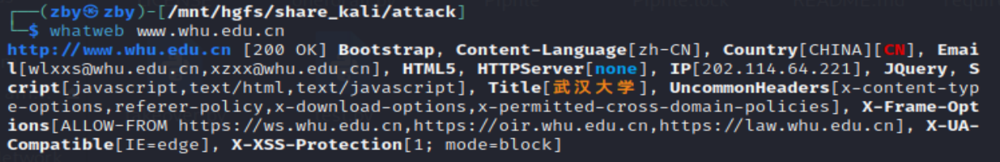 ┌──(zby㉿zby)-[/mnt/hgfs/share_kali/attack]
└─$ whatweb www.whu.edu.cn
http://www.whu.edu.cn [200 OK] Bootstrap, Content-Language[zh-CN], Country[CHINA][CN], Emai
l[wlxxs@whu.edu.cn,xzxx@whu.edu.cn], HTML5, HTTPServer[none], IP[202.114.64.221], JQuery, S
cript[javascript,text/html,text/javascript], Title[武汉大学], UncommonHeaders[x-content-typ
e-options,referer-policy,x-download-options,x-permitted-cross-domain-policies], X-Frame-Opt
ions[ALLOW-FROM https://ws.whu.edu.cn,https://oir.whu.edu.cn,https://law.whu.edu.cn], X-UA-
Compatible[IE=edge], X-XSS-Protection[1; mode=block]